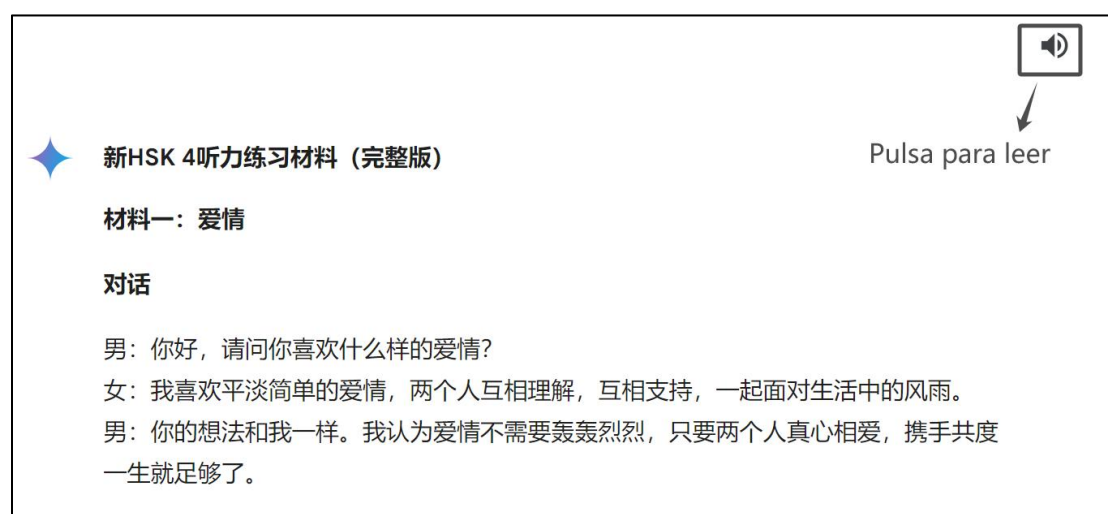 Pulsa para leer
新HSK 4听力练习材料（完整版）
材料一：爱情
对话
男：你好，请问你喜欢什么样的爱情？
女：我喜欢平淡简单的爱情，两个人互相理解，互相支持，一起面对生活中的风雨。
男：你的想法和我一样。我认为爱情不需要轰轰烈烈，只要两个人真心相爱，携手共度
一生就足够了。